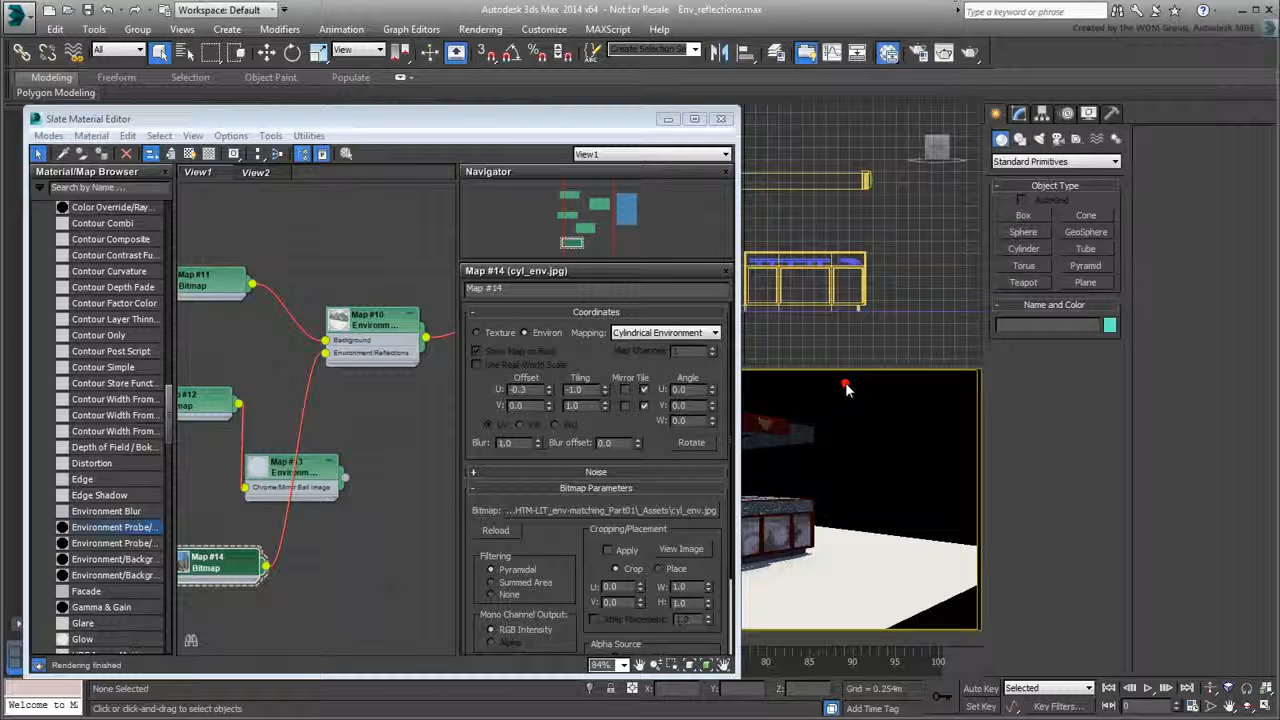 Workspace: Default
Autodesk 3ds Max 2014 x64 - Not for Resale Env_reflections.max
Type a keyword or phrase
Edit Tools Group Views Create Modifiers Animation Graph Editors Rendering Customize MAXScript Help
Created by the WDM Group, Autodesk MBE
All
View
Create Selection Se
Modeling Freeform Selection Object Paint Populate
Polygon Modeling
Slate Material Editor
Modes Material Edit Select View Options Tools Utilities
View1
Material/Map Browser
Search by Name ...
Color Override/Ray...
Contour Combi
Contour Composite
Contour Contrast Fu...
Contour Curvature
Contour Depth Fade
Contour Factor Color
Contour Layer Thinn...
Contour Only
Contour Post Script
Contour Simple
Contour Store Funct...
Contour Width From...
Contour Width From...
Contour Width From...
Depth of Field / Bok...
Distortion
Edge
Edge Shadow
Environment Blur
Environment Probe/...
Environment Probe/...
Environment/Backgr...
Environment/Backgr...
Facade
Gamma & Gain
Glare
Glow
Rendering finished
View1 View2
Map #11
Bitmap
Map #10
Environm...
Background
Environment/Reflections
#12
map
Map #13
Environm...
Chrome/Mirror Ball Image
Map #14
Bitmap
84%
Navigator
Map #14 (cyl_env.jpg)
Map #14
Coordinates
Texture Environ Mapping: Cylindrical Environment
Show Map on Back Map Channel: 1
Use Real-World Scale
Offset Tiling Mirror Tile Angle
U: -0.3 -1.0 U: 0.0
V: 0.0 1.0 V: 0.0
W: 0.0
UV VW WU
Blur: 1.0 Blur offset: 0.0 Rotate
Noise
Bitmap Parameters
Bitmap: ...HTM-LIT_env-matching_Part01\_Assets\cyl_env.jpg
Reload
Cropping/Placement
Apply View Image
Crop Place
U: 0.0 W: 1.0
V: 0.0 H: 1.0
Jitter Placement: 1.0
Filtering
Pyramidal
Summed Area
None
Mono Channel Output:
RGB Intensity
Alpha
Alpha Source
Standard Primitives
Object Type
AutoGrid
Box Cone
Sphere GeoSphere
Cylinder Tube
Torus Pyramid
Teapot Plane
Name and Color
80 85 90 95 100
None Selected
X: Y: Z: Grid = 0.254m
Auto Key Selected
Welcome to M
Click or click-and-drag to select objects
Add Time Tag
Set Key Key Filters...
0